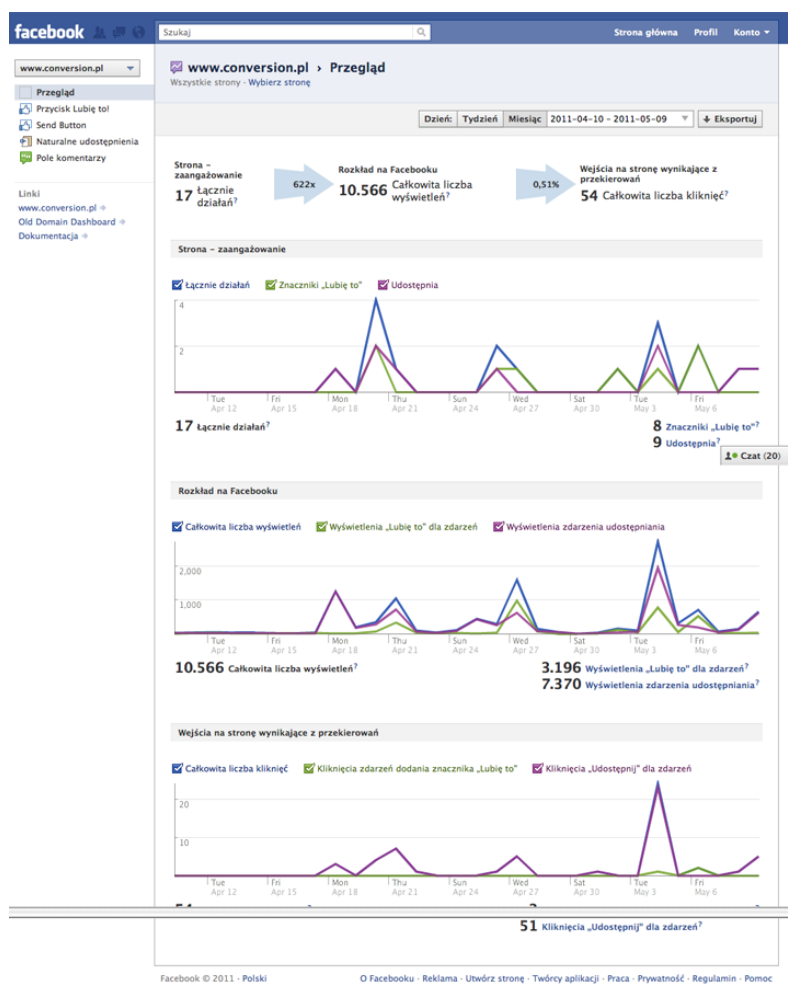 facebook
Szukaj
Strona główna Profil Konto
www.conversion.pl
Przegląd
Przycisk Lubię to!
Send Button
Naturalne udostępnienia
Pole komentarzy
Linki
www.conversion.pl
Old Domain Dashboard
Dokumentacja
www.conversion.pl › Przegląd
Wszystkie strony · Wybierz stronę
Dzień: Tydzień Miesiąc 2011-04-10 – 2011-05-09 Eksportuj
Strona –
zaangażowanie
17 Łącznie
działań?
622x
Rozkład na Facebooku
10.566 Całkowita liczba
wyświetleń?
0,51%
Wejścia na stronę wynikające z
przekierowań
54 Całkowita liczba kliknięć?
Strona – zaangażowanie
Łącznie działań Znaczniki „Lubię to" Udostępnia
4
2
Tue Fri Mon Thu Sun Wed Sat Tue Fri
Apr 12 Apr 15 Apr 18 Apr 21 Apr 24 Apr 27 Apr 30 May 3 May 6
17 Łącznie działań?
8 Znaczniki „Lubię to"?
9 Udostępnia?
Czat (20)
Rozkład na Facebooku
Całkowita liczba wyświetleń Wyświetlenia „Lubię to" dla zdarzeń Wyświetlenia zdarzenia udostępniania
2,000
1,000
Tue Fri Mon Thu Sun Wed Sat Tue Fri
Apr 12 Apr 15 Apr 18 Apr 21 Apr 24 Apr 27 Apr 30 May 3 May 6
10.566 Całkowita liczba wyświetleń?
3.196 Wyświetlenia „Lubię to" dla zdarzeń?
7.370 Wyświetlenia zdarzenia udostępniania?
Wejścia na stronę wynikające z przekierowań
Całkowita liczba kliknięć Kliknięcia zdarzeń dodania znacznika „Lubię to" Kliknięcia „Udostępnij" dla zdarzeń
20
10
Tue Fri Mon Thu Sun Wed Sat Tue Fri
Apr 12 Apr 15 Apr 18 Apr 21 Apr 24 Apr 27 Apr 30 May 3 May 6
51 Kliknięcia „Udostępnij" dla zdarzeń?
Facebook © 2011 · Polski
O Facebooku · Reklama · Utwórz stronę · Twórcy aplikacji · Praca · Prywatność · Regulamin · Pomoc